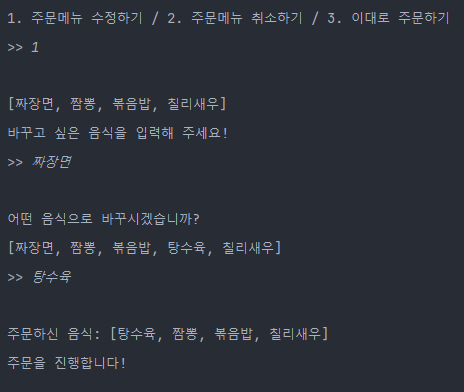 1. 주문메뉴 수정하기 / 2. 주문메뉴 취소하기 / 3. 이대로 주문하기
>> 1
[짜장면, 짬뽕, 볶음밥, 칠리새우]
바꾸고 싶은 음식을 입력해 주세요!
>> 짜장면
어떤 음식으로 바꾸시겠습니까?
[짜장면, 짬뽕, 볶음밥, 탕수육, 칠리새우]
>> 탕수육
주문하신 음식: [탕수육, 짬뽕, 볶음밥, 칠리새우]
주문을 진행합니다!